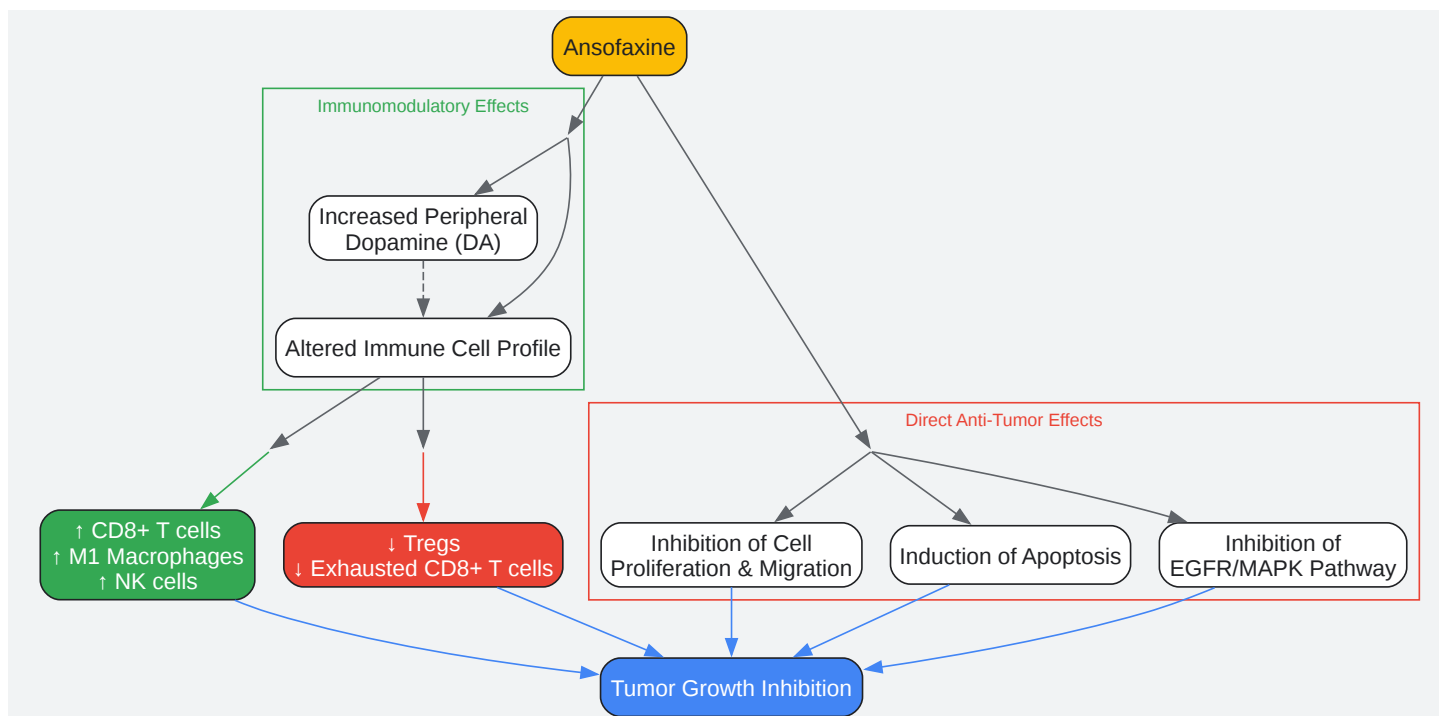 Ansofaxine
Immunomodulatory Effects
Increased Peripheral
Dopamine (DA)
Altered Immune Cell Profile
Direct Anti-Tumor Effects
↑ CD8+ T cells
↑ M1 Macrophages
↑ NK cells
↓ Tregs
↓ Exhausted CD8+ T cells
Inhibition of Cell
Proliferation & Migration
Induction of Apoptosis
Inhibition of
EGFR/MAPK Pathway
Tumor Growth Inhibition